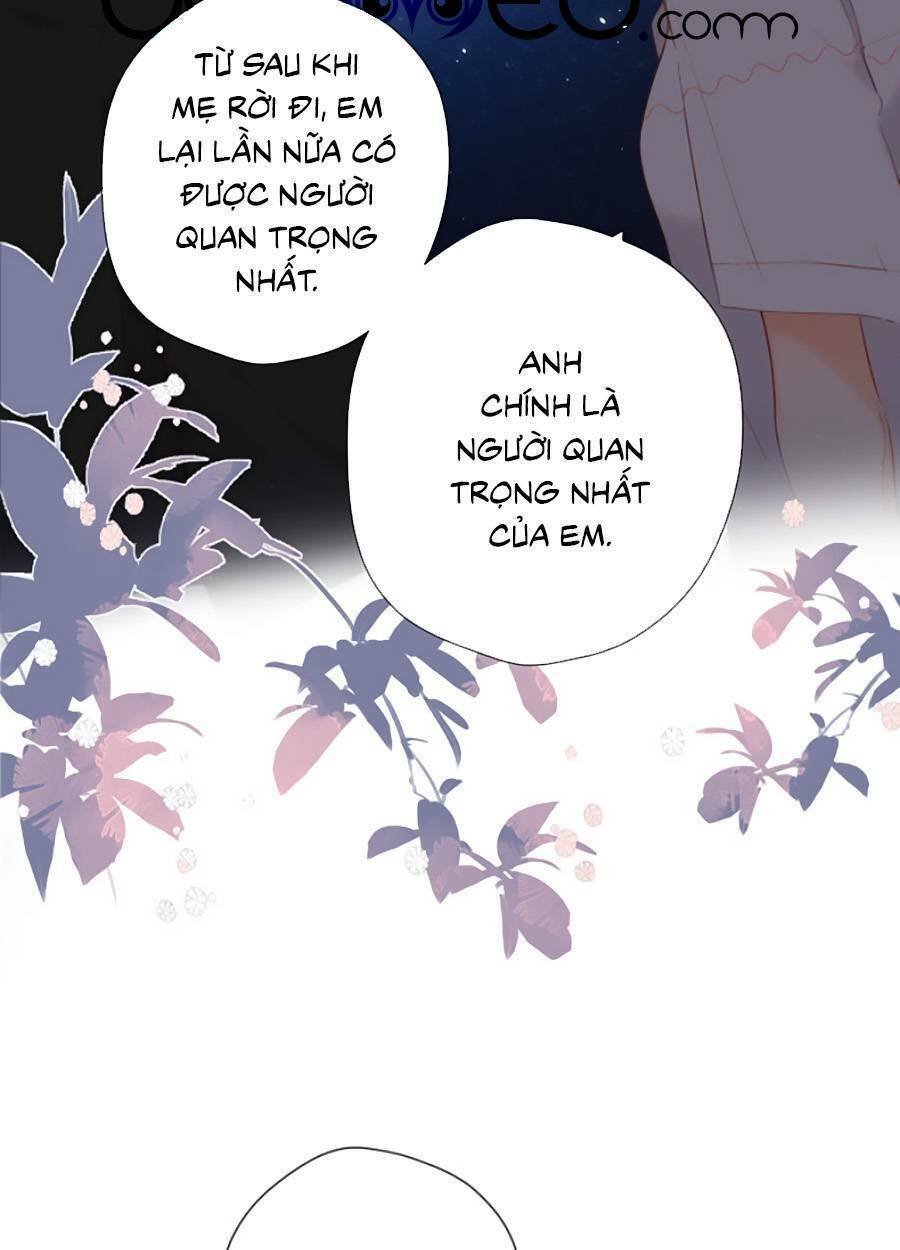 TỪ SAU KHI
MẸ RỜI ĐI, EM
LẠI LẦN NỮA CÓ
ĐƯỢC NGƯỜI
QUAN TRỌNG
NHẤT.
ANH
CHÍNH LÀ
NGƯỜI QUAN
TRỌNG NHẤT
CỦA EM.